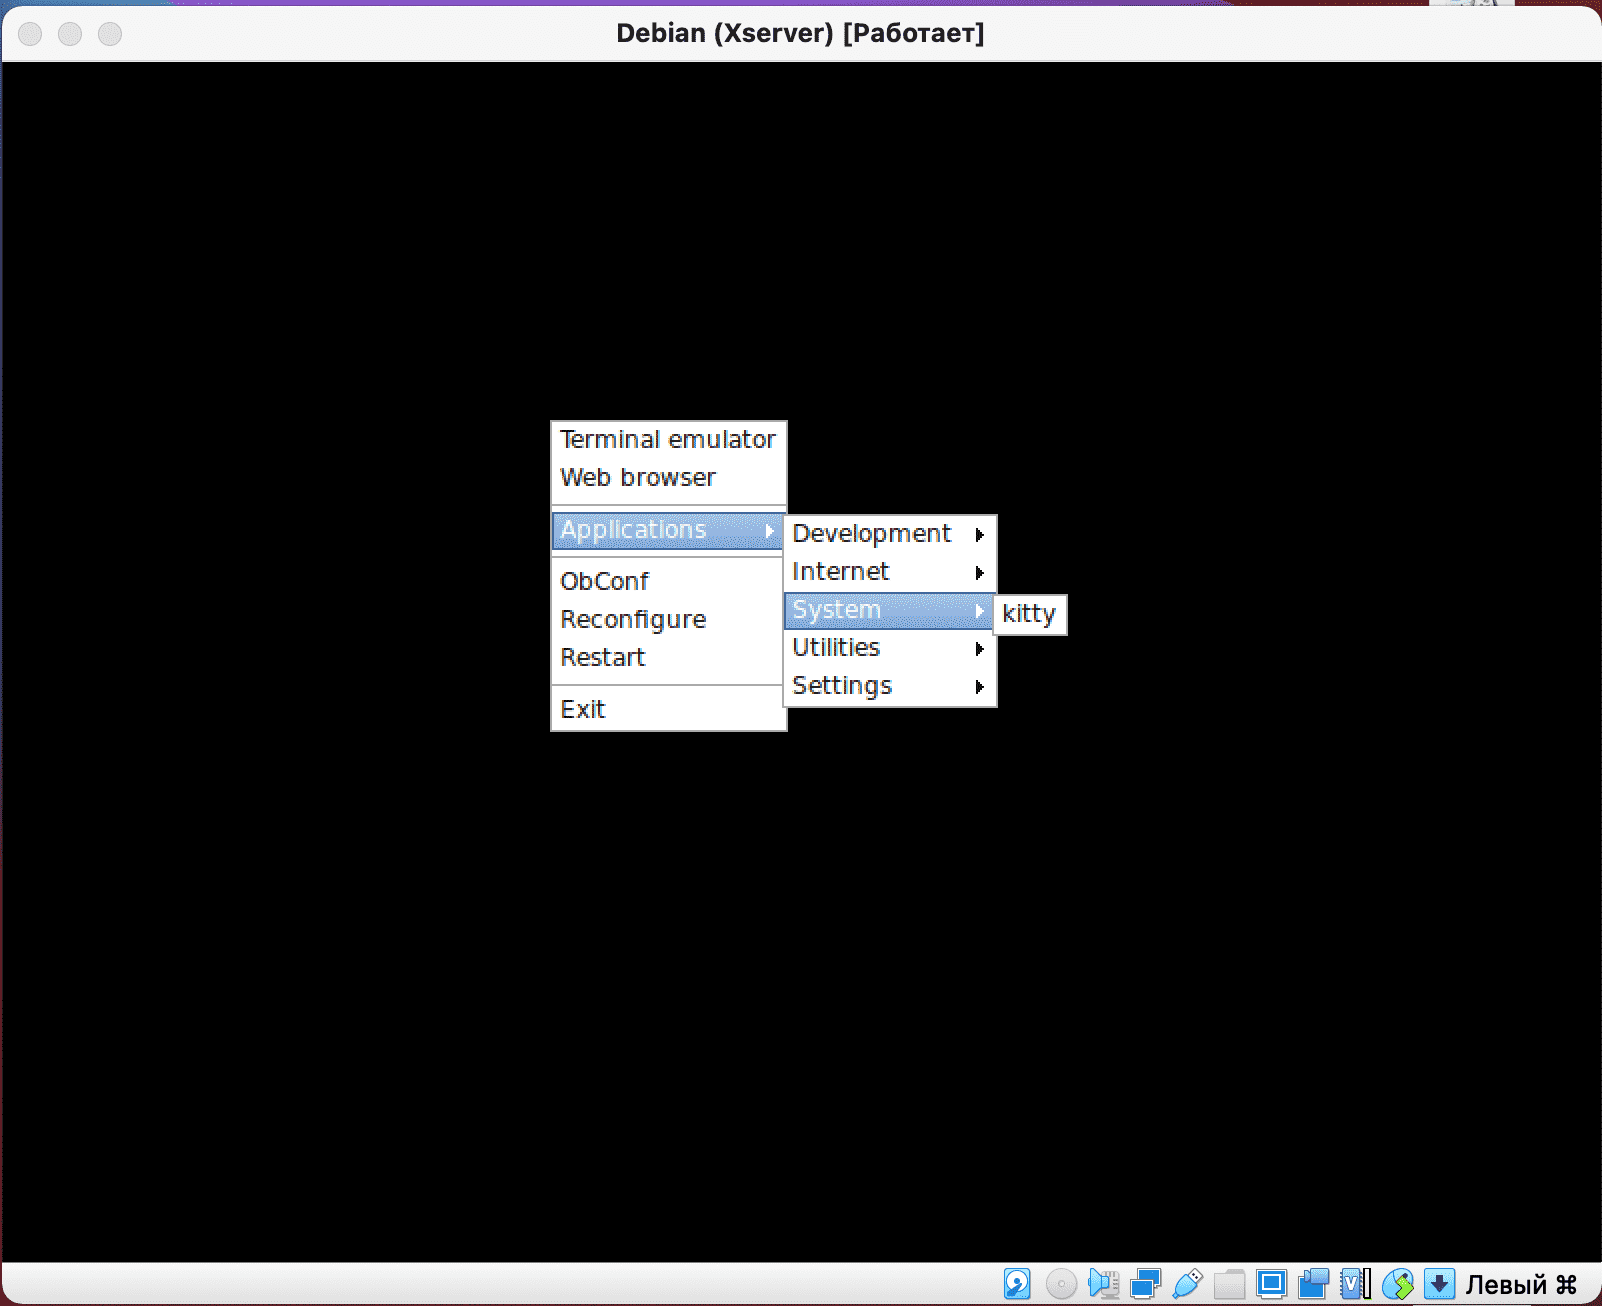 Debian (Xserver) [Работает]
Terminal emulator
Web browser
Applications
ObConf
Reconfigure
Restart
Exit
Development
Internet
System
Utilities
Settings
kitty
V
Левый ⌘